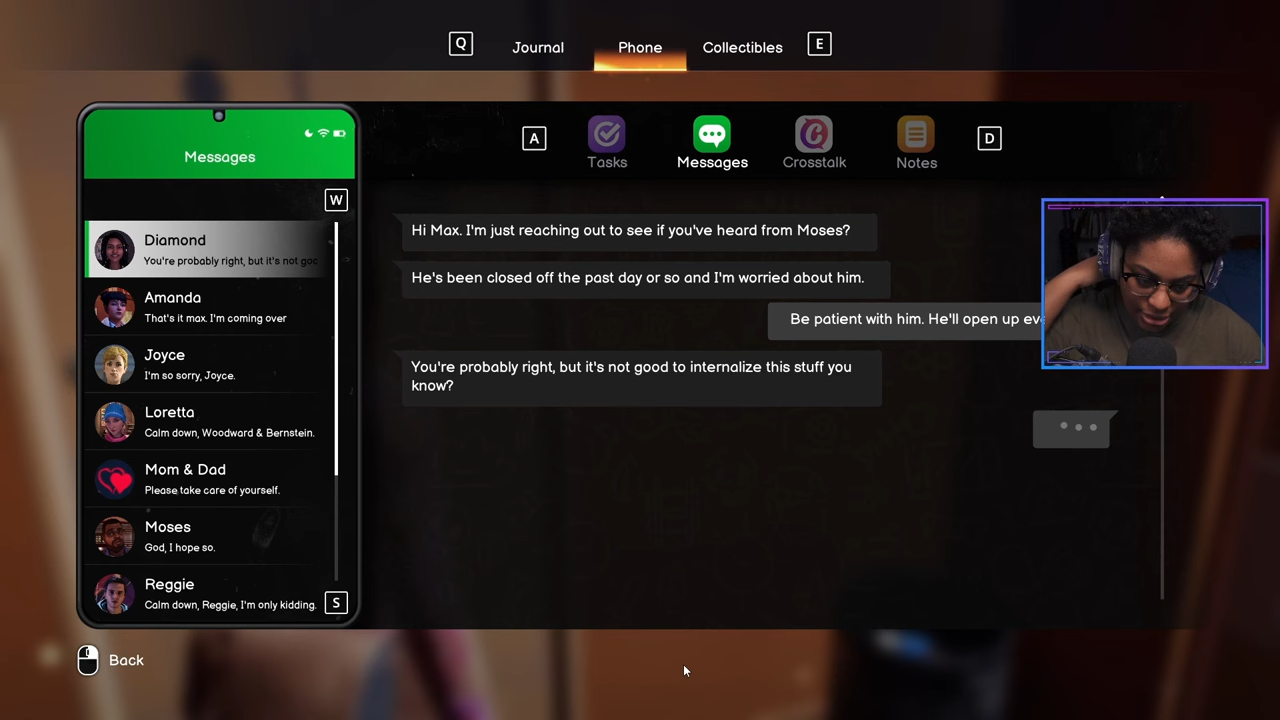 Q
Journal
Phone
Collectibles
E
Messages
W
Diamond
You're probably right, but it's not goo
Amanda
That's it max. I'm coming over
Joyce
I'm so sorry, Joyce.
Loretta
Calm down, Woodward & Bernstein.
Mom & Dad
Please take care of yourself.
Moses
God, I hope so.
Reggie
Calm down, Reggie, I'm only kidding.
S
A
Tasks
Messages
Crosstalk
Notes
D
Hi Max. I'm just reaching out to see if you've heard from Moses?
He's been closed off the past day or so and I'm worried about him.
Be patient with him. He'll open up
You're probably right, but it's not good to internalize this stuff you
know?
Back